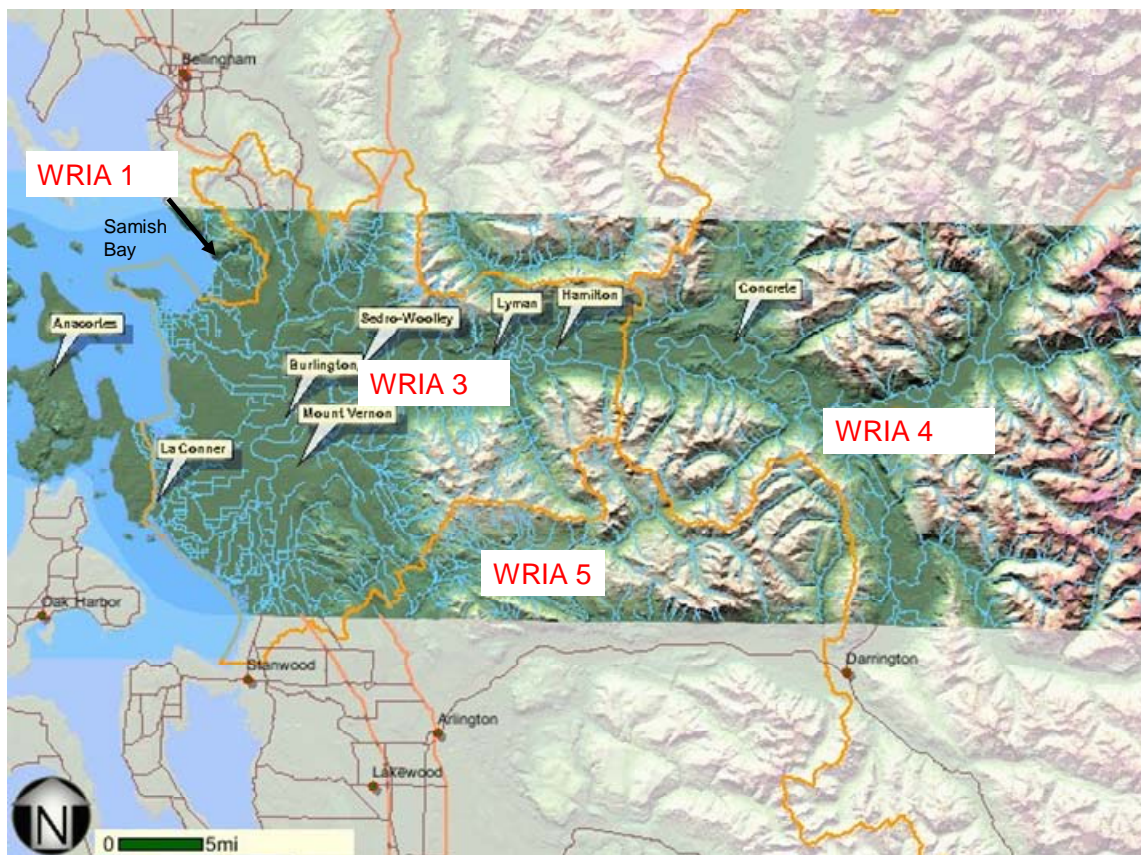 Bellingham
WRIA 1
Samish
Bay
Anacortes
Sedro-Woolley
Lyman
Hamilton
Concrete
Burlington
WRIA 3
Mount Vernon
WRIA 4
La Conner
WRIA 5
Oak Harbor
Stanwood
Darrington
Arlington
Lakewood
N
0 5mi